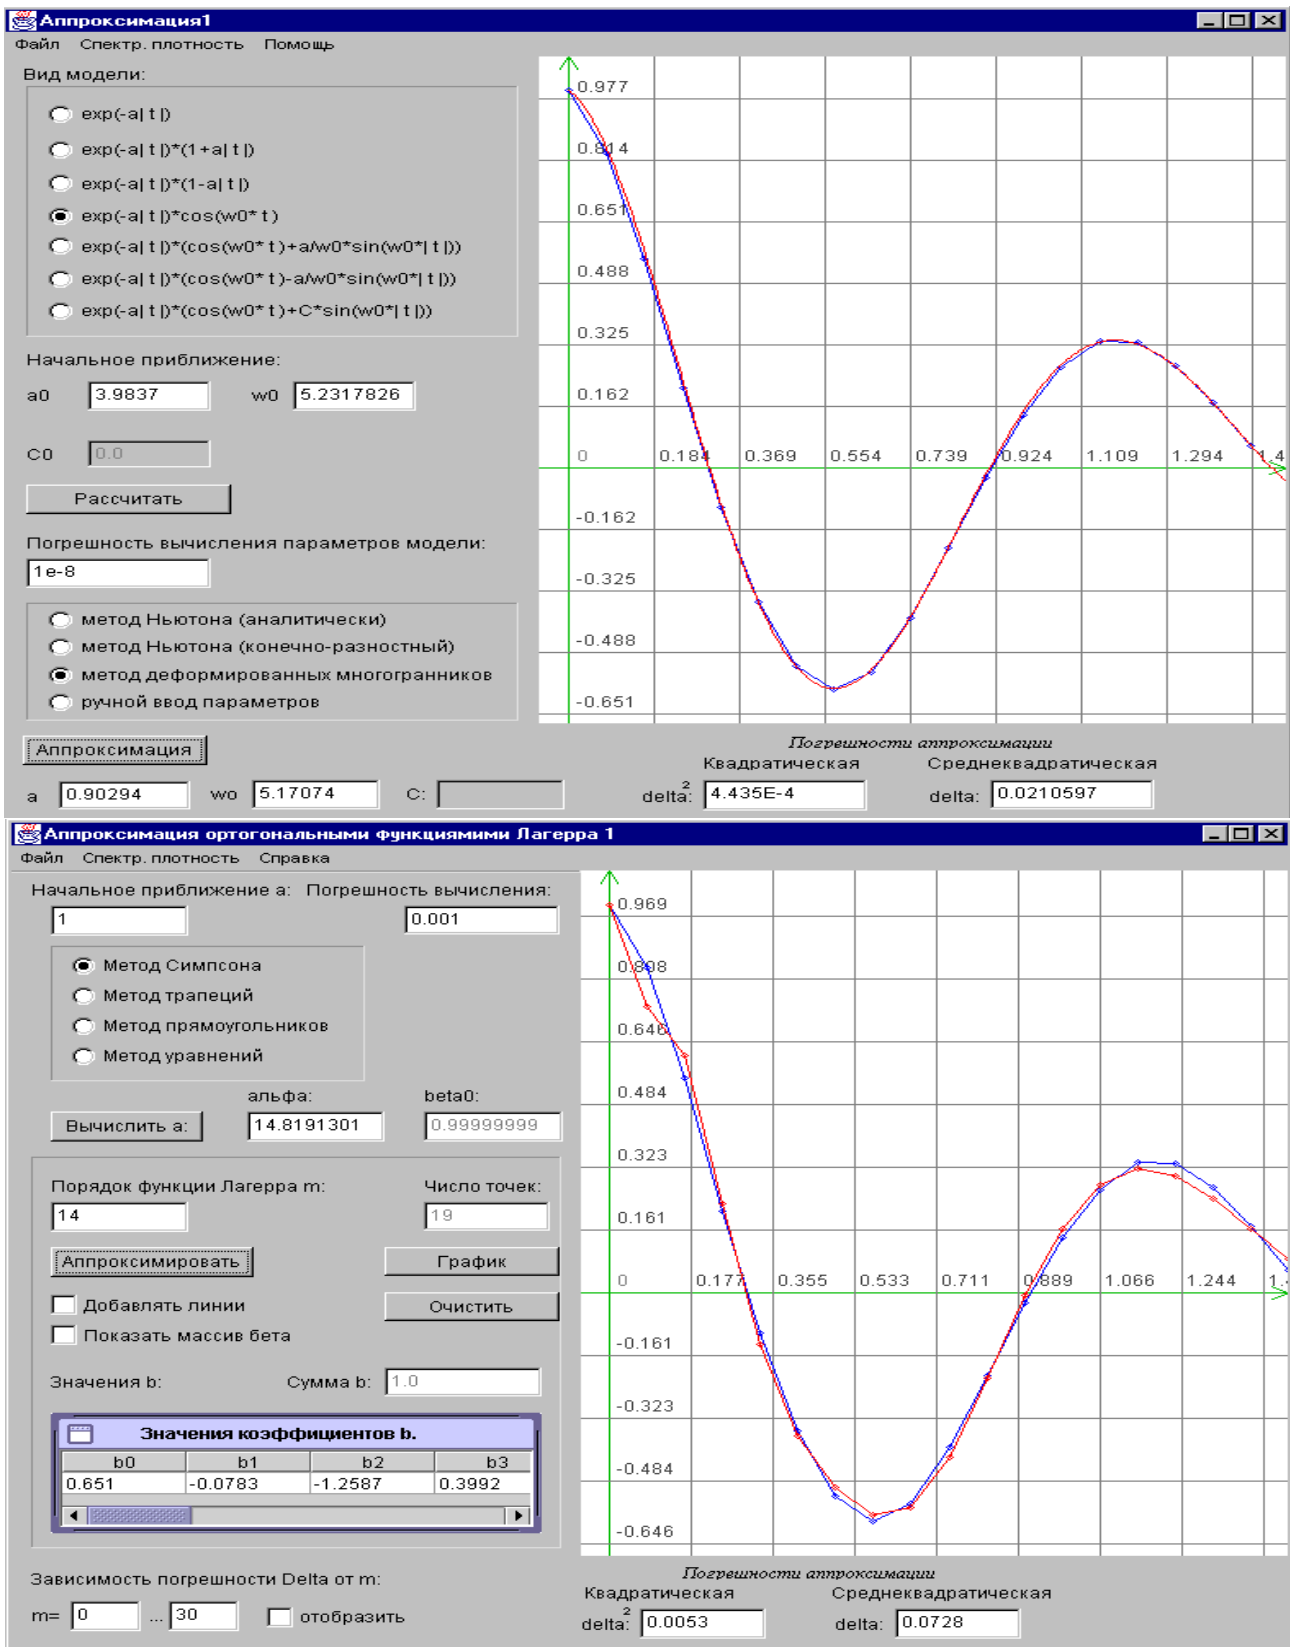 Аппроксимация1
Файл Спектр. плотность Помощь
Вид модели:
exp(-a| t |)
exp(-a| t |)*(1+a| t |)
exp(-a| t |)*(1-a| t |)
exp(-a| t |)*cos(w0* t )
exp(-a| t |)*(cos(w0* t )+a/w0*sin(w0*| t |))
exp(-a| t |)*(cos(w0* t )-a/w0*sin(w0*| t |))
exp(-a| t |)*(cos(w0* t )+C*sin(w0*| t |))
Начальное приближение:
a0 3.9837 w0 5.2317826
C0 0.0
Рассчитать
Погрешность вычисления параметров модели:
1e-8
метод Ньютона (аналитически)
метод Ньютона (конечно-разностный)
метод деформированных многогранников
ручной ввод параметров
Аппроксимация
a 0.90294 wo 5.17074 C:
0.977
0.814
0.651
0.488
0.325
0.162
0 0.184 0.369 0.554 0.739 0.924 1.109 1.294 1.4
-0.162
-0.325
-0.488
-0.651
Погрешности аппроксимации
Квадратическая Среднеквадратическая
delta²: 4.435E-4 delta: 0.0210597
Аппроксимация ортогональными функциямими Лагерра 1
Файл Спектр. плотность Справка
Начальное приближение a: Погрешность вычисления:
1 0.001
Метод Симпсона
Метод трапеций
Метод прямоугольников
Метод уравнений
альфа: beta0:
Вычислить a: 14.8191301 0.99999999
Порядок функции Лагерра m: Число точек:
14 19
Аппроксимировать График
Добавлять линии Очистить
Показать массив бета
Значения b: Сумма b: 1.0
Значения коэффициентов b.
b0 b1 b2 b3
0.651 -0.0783 -1.2587 0.3992
Зависимость погрешности Delta от m:
m= 0 ... 30 отобразить
0.969
0.808
0.646
0.484
0.323
0.161
0 0.177 0.355 0.533 0.711 0.889 1.066 1.244 1.4
-0.161
-0.323
-0.484
-0.646
Погрешности аппроксимации
Квадратическая Среднеквадратическая
delta²: 0.0053 delta: 0.0728